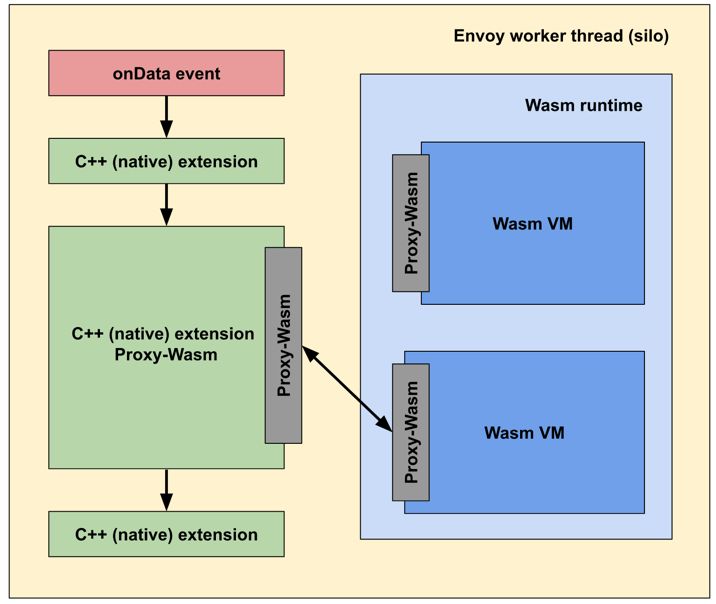 Envoy worker thread (silo)
onData event
C++ (native) extension
C++ (native) extension
Proxy-Wasm
Proxy-Wasm
C++ (native) extension
Wasm runtime
Proxy-Wasm
Wasm VM
Proxy-Wasm
Wasm VM